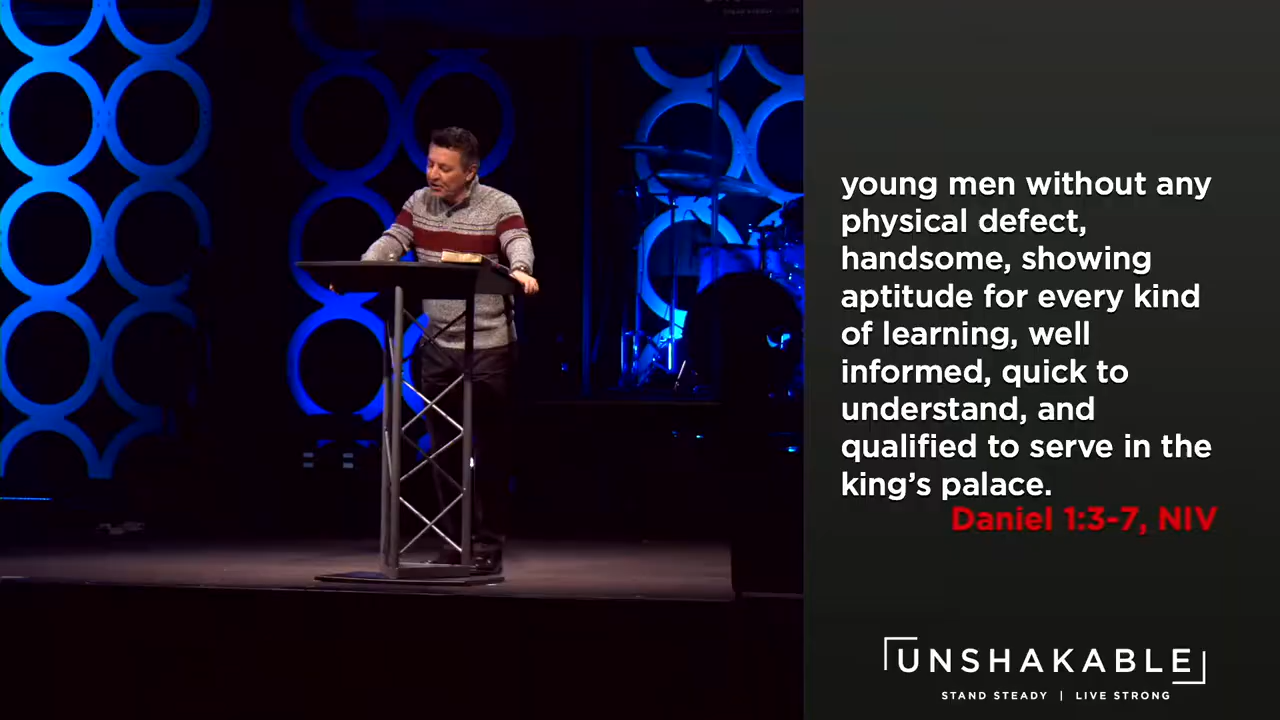 young men without any
physical defect,
handsome, showing
aptitude for every kind
of learning, well
informed, quick to
understand, and
qualified to serve in the
king's palace.
Daniel 1:3-7, NIV
UNSHAKABLE
STAND STEADY | LIVE STRONG